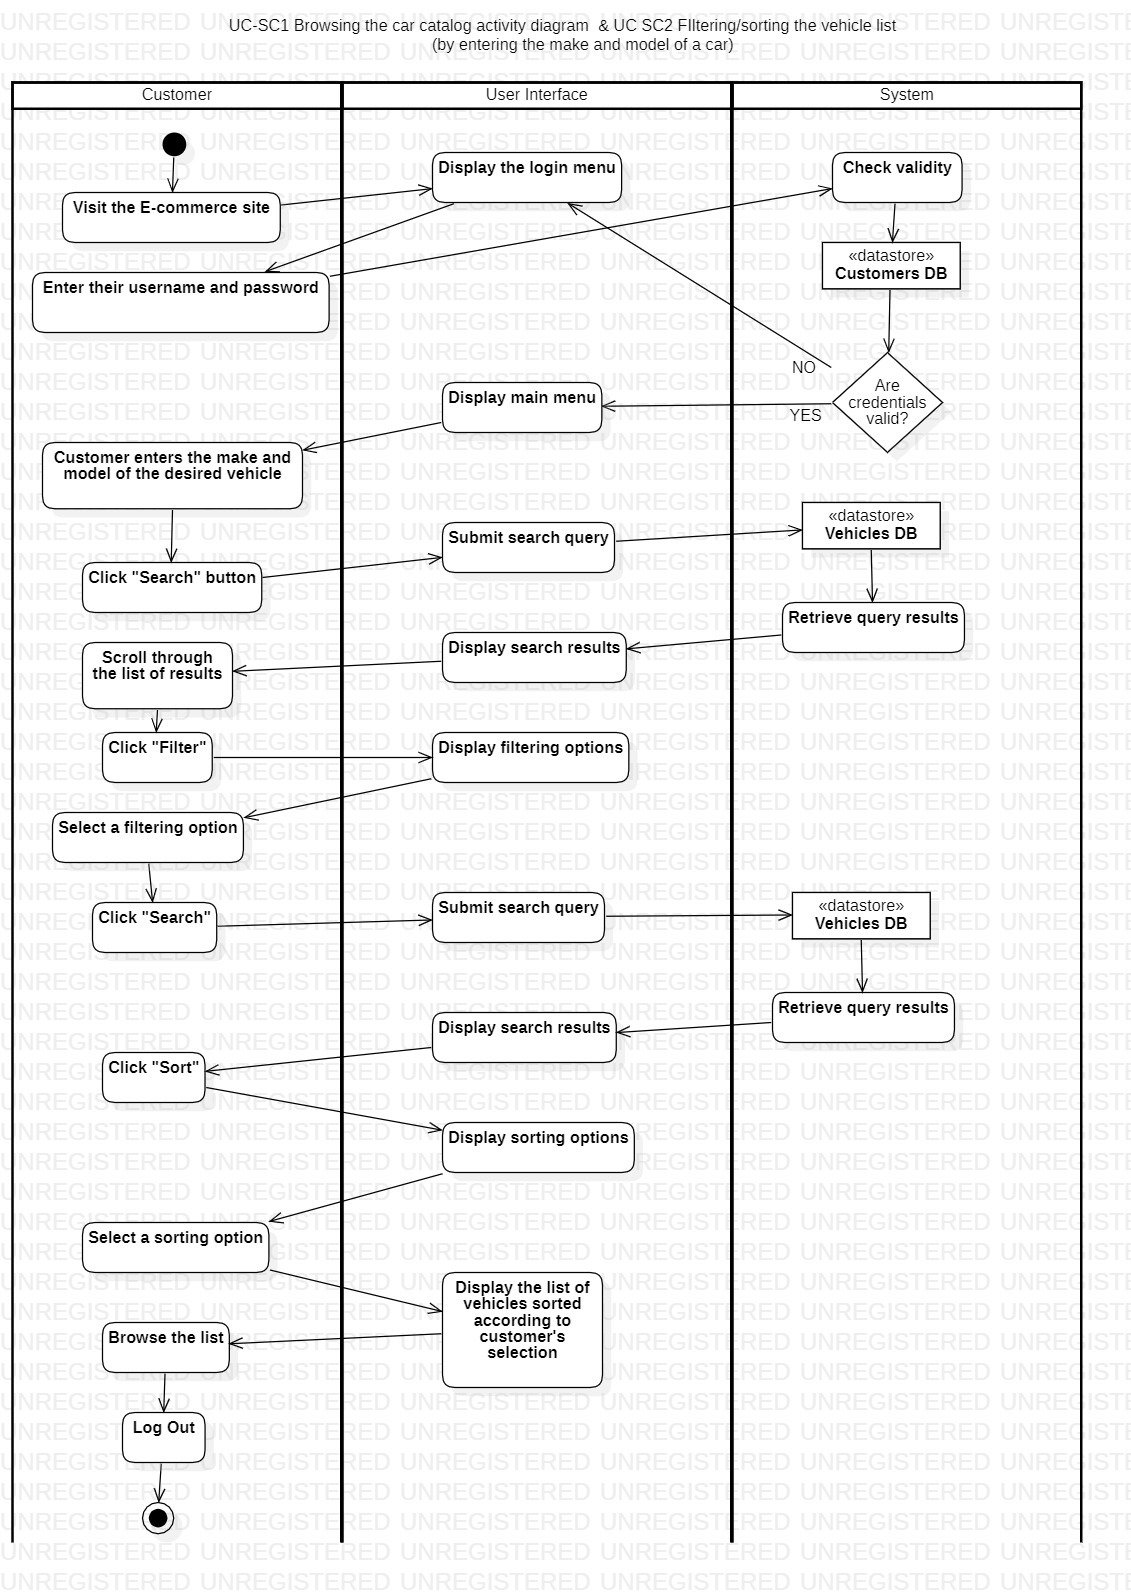 UC-SC1 Browsing the car catalog activity diagram  & UC SC2 FIltering/sorting the vehicle list
(by entering the make and model of a car)
Customer
User Interface
System
Display the login menu
Check validity
Visit the E-commerce site
«datastore»
Customers DB
Enter their username and password
NO
Are
credentials
valid?
YES
Display main menu
Customer enters the make and
model of the desired vehicle
«datastore»
Vehicles DB
Submit search query
Click "Search" button
Retrieve query results
Display search results
Scroll through
the list of results
Click "Filter"
Display filtering options
Select a filtering option
Click "Search"
Submit search query
«datastore»
Vehicles DB
Retrieve query results
Display search results
Click "Sort"
Display sorting options
Select a sorting option
Display the list of
vehicles sorted
according to
customer's
selection
Browse the list
Log Out
UNREGISTERED